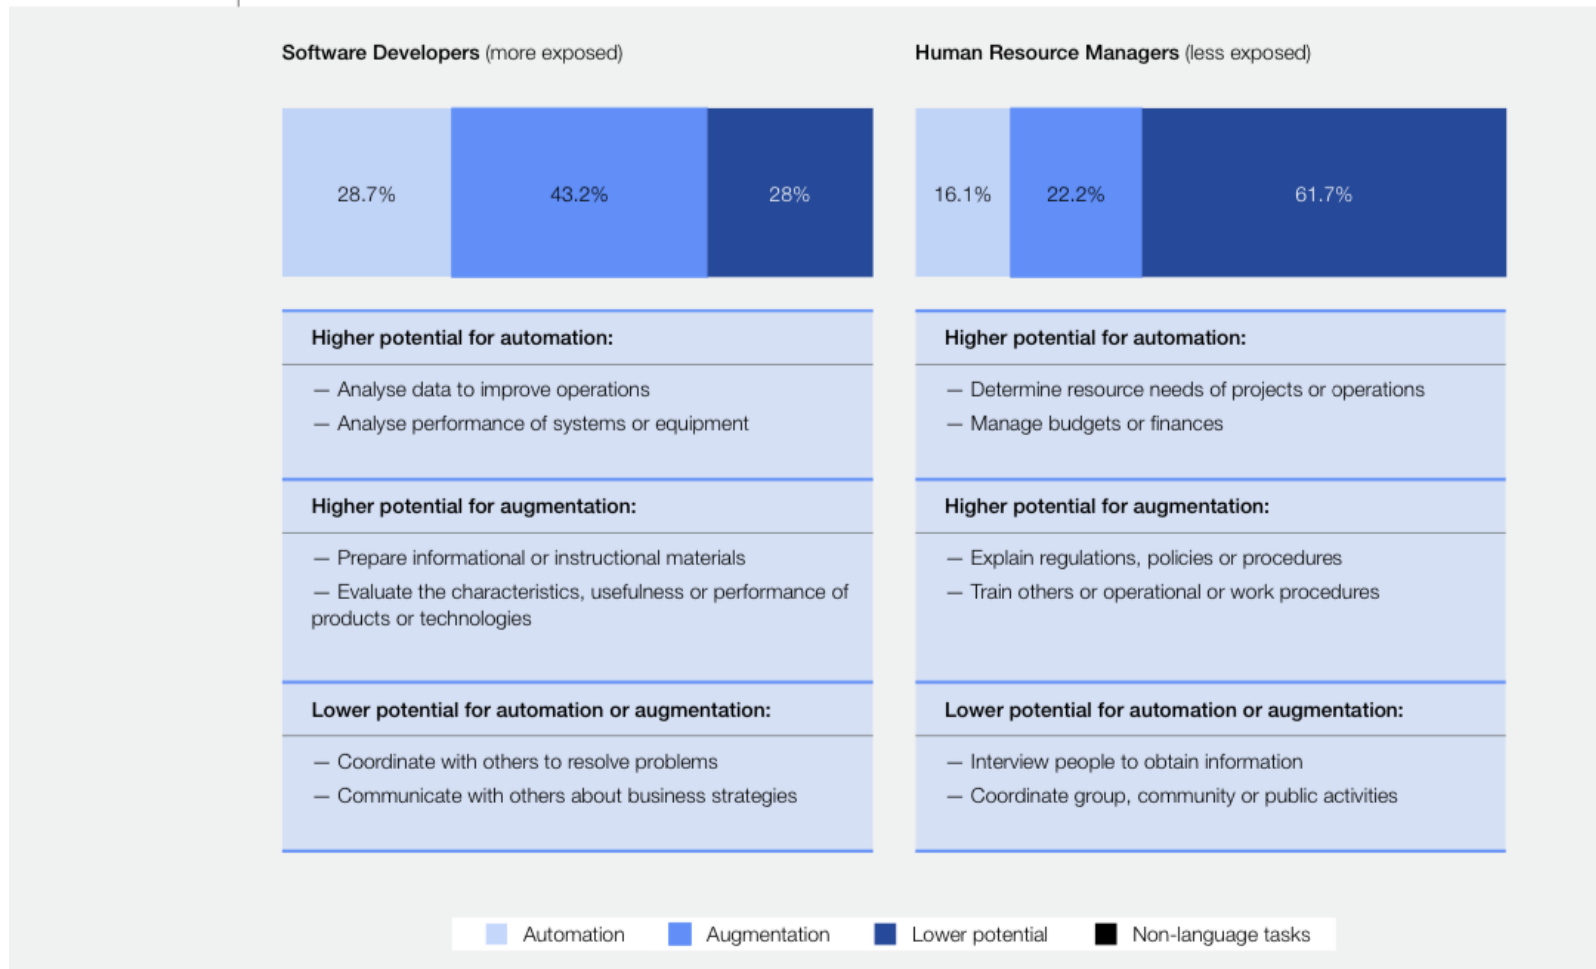 Software Developers (more exposed)
28.7%
43.2%
28%
Higher potential for automation:
— Analyse data to improve operations
— Analyse performance of systems or equipment
Higher potential for augmentation:
— Prepare informational or instructional materials
— Evaluate the characteristics, usefulness or performance of
products or technologies
Lower potential for automation or augmentation:
— Coordinate with others to resolve problems
— Communicate with others about business strategies
Human Resource Managers (less exposed)
16.1%
22.2%
61.7%
Higher potential for automation:
— Determine resource needs of projects or operations
— Manage budgets or finances
Higher potential for augmentation:
— Explain regulations, policies or procedures
— Train others or operational or work procedures
Lower potential for automation or augmentation:
— Interview people to obtain information
— Coordinate group, community or public activities
Automation
Augmentation
Lower potential
Non-language tasks